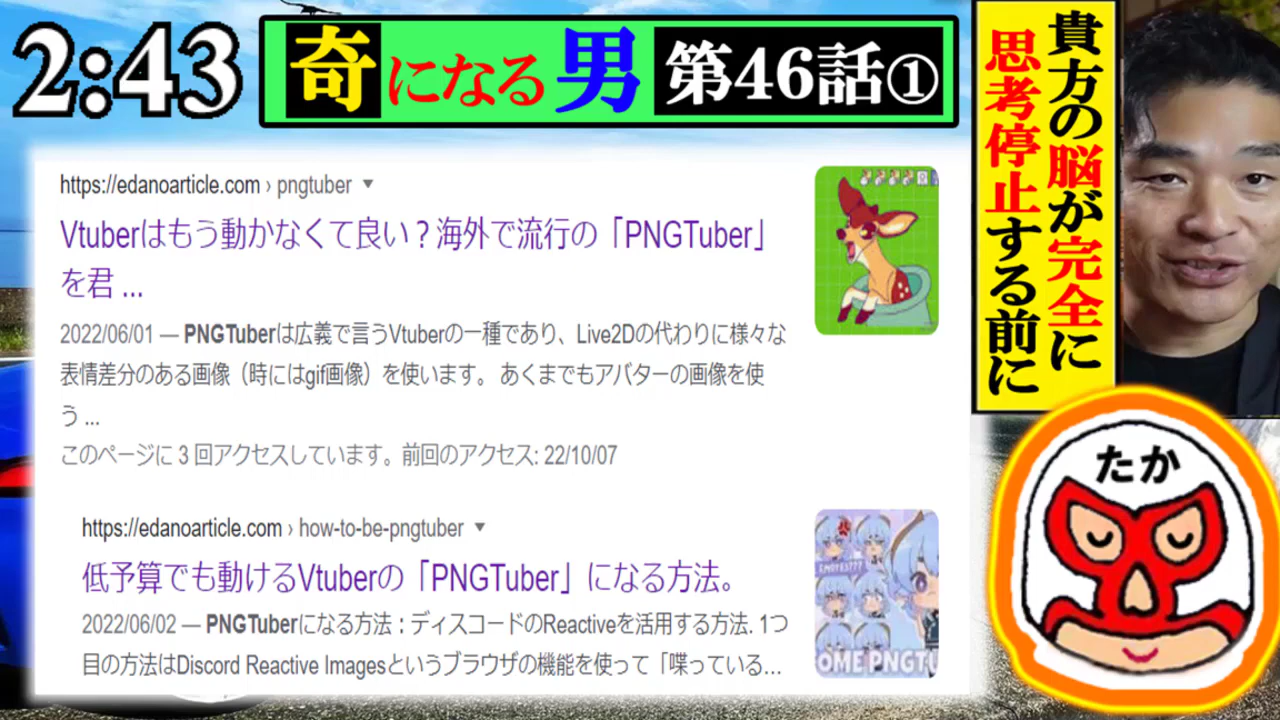 2:43
奇になる男 第46話①
貴方の脳が完全に
思考停止する前に
https://edanoarticle.com › pngtuber
Vtuberはもう動かなくて良い？海外で流行の「PNGTuber」
を君 ...
2022/06/01 — PNGTuberは広義で言うVtuberの一種であり、Live2Dの代わりに様々な
表情差分のある画像（時にはgif画像）を使います。 あくまでもアバターの画像を使
う ...
このページに 3 回アクセスしています。前回のアクセス: 22/10/07
https://edanoarticle.com › how-to-be-pngtuber
低予算でも動けるVtuberの「PNGTuber」になる方法。
2022/06/02 — PNGTuberになる方法：ディスコードのReactiveを活用する方法. 1つ
目の方法はDiscord Reactive Imagesというブラウザの機能を使って「喋っている...
OME PNGTU
たか